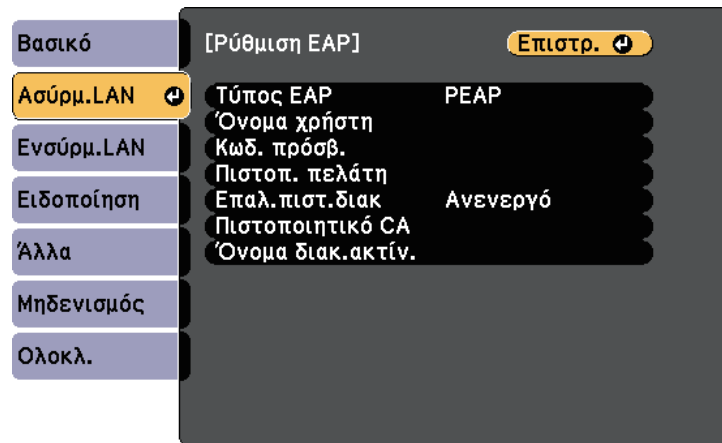 Βασικό
Ασύρμ.LAN
Ενσύρμ.LAN
Ειδοποίηση
Άλλα
Μηδενισμός
Ολοκλ.
[Ρύθμιση EAP] Επιστρ.
Τύπος EAP PEAP
Όνομα χρήστη
Κωδ. πρόσβ.
Πιστοπ. πελάτη
Επαλ.πιστ.διακ Ανενεργό
Πιστοποιητικό CA
Όνομα διακ.ακτίν.